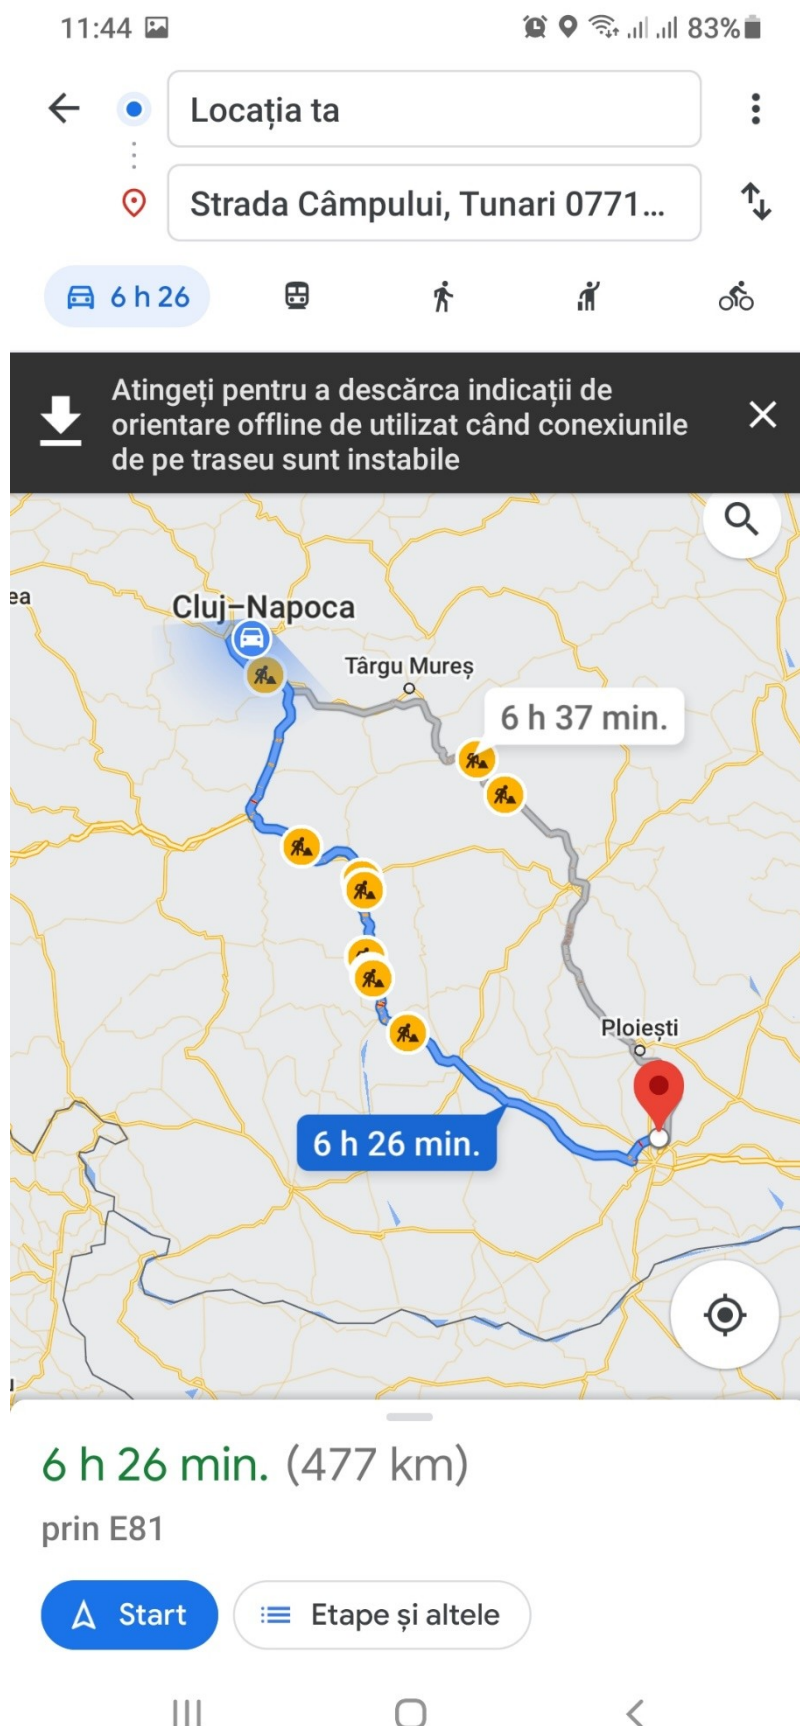 11:44
83%
Locația ta
Strada Câmpului, Tunari 0771...
6 h 26
Atingeți pentru a descărca indicații de
orientare offline de utilizat când conexiunile
de pe traseu sunt instabile
ea
Cluj–Napoca
Târgu Mureș
6 h 37 min.
Ploiești
6 h 26 min.
6 h 26 min. (477 km)
prin E81
Start
Etape și altele